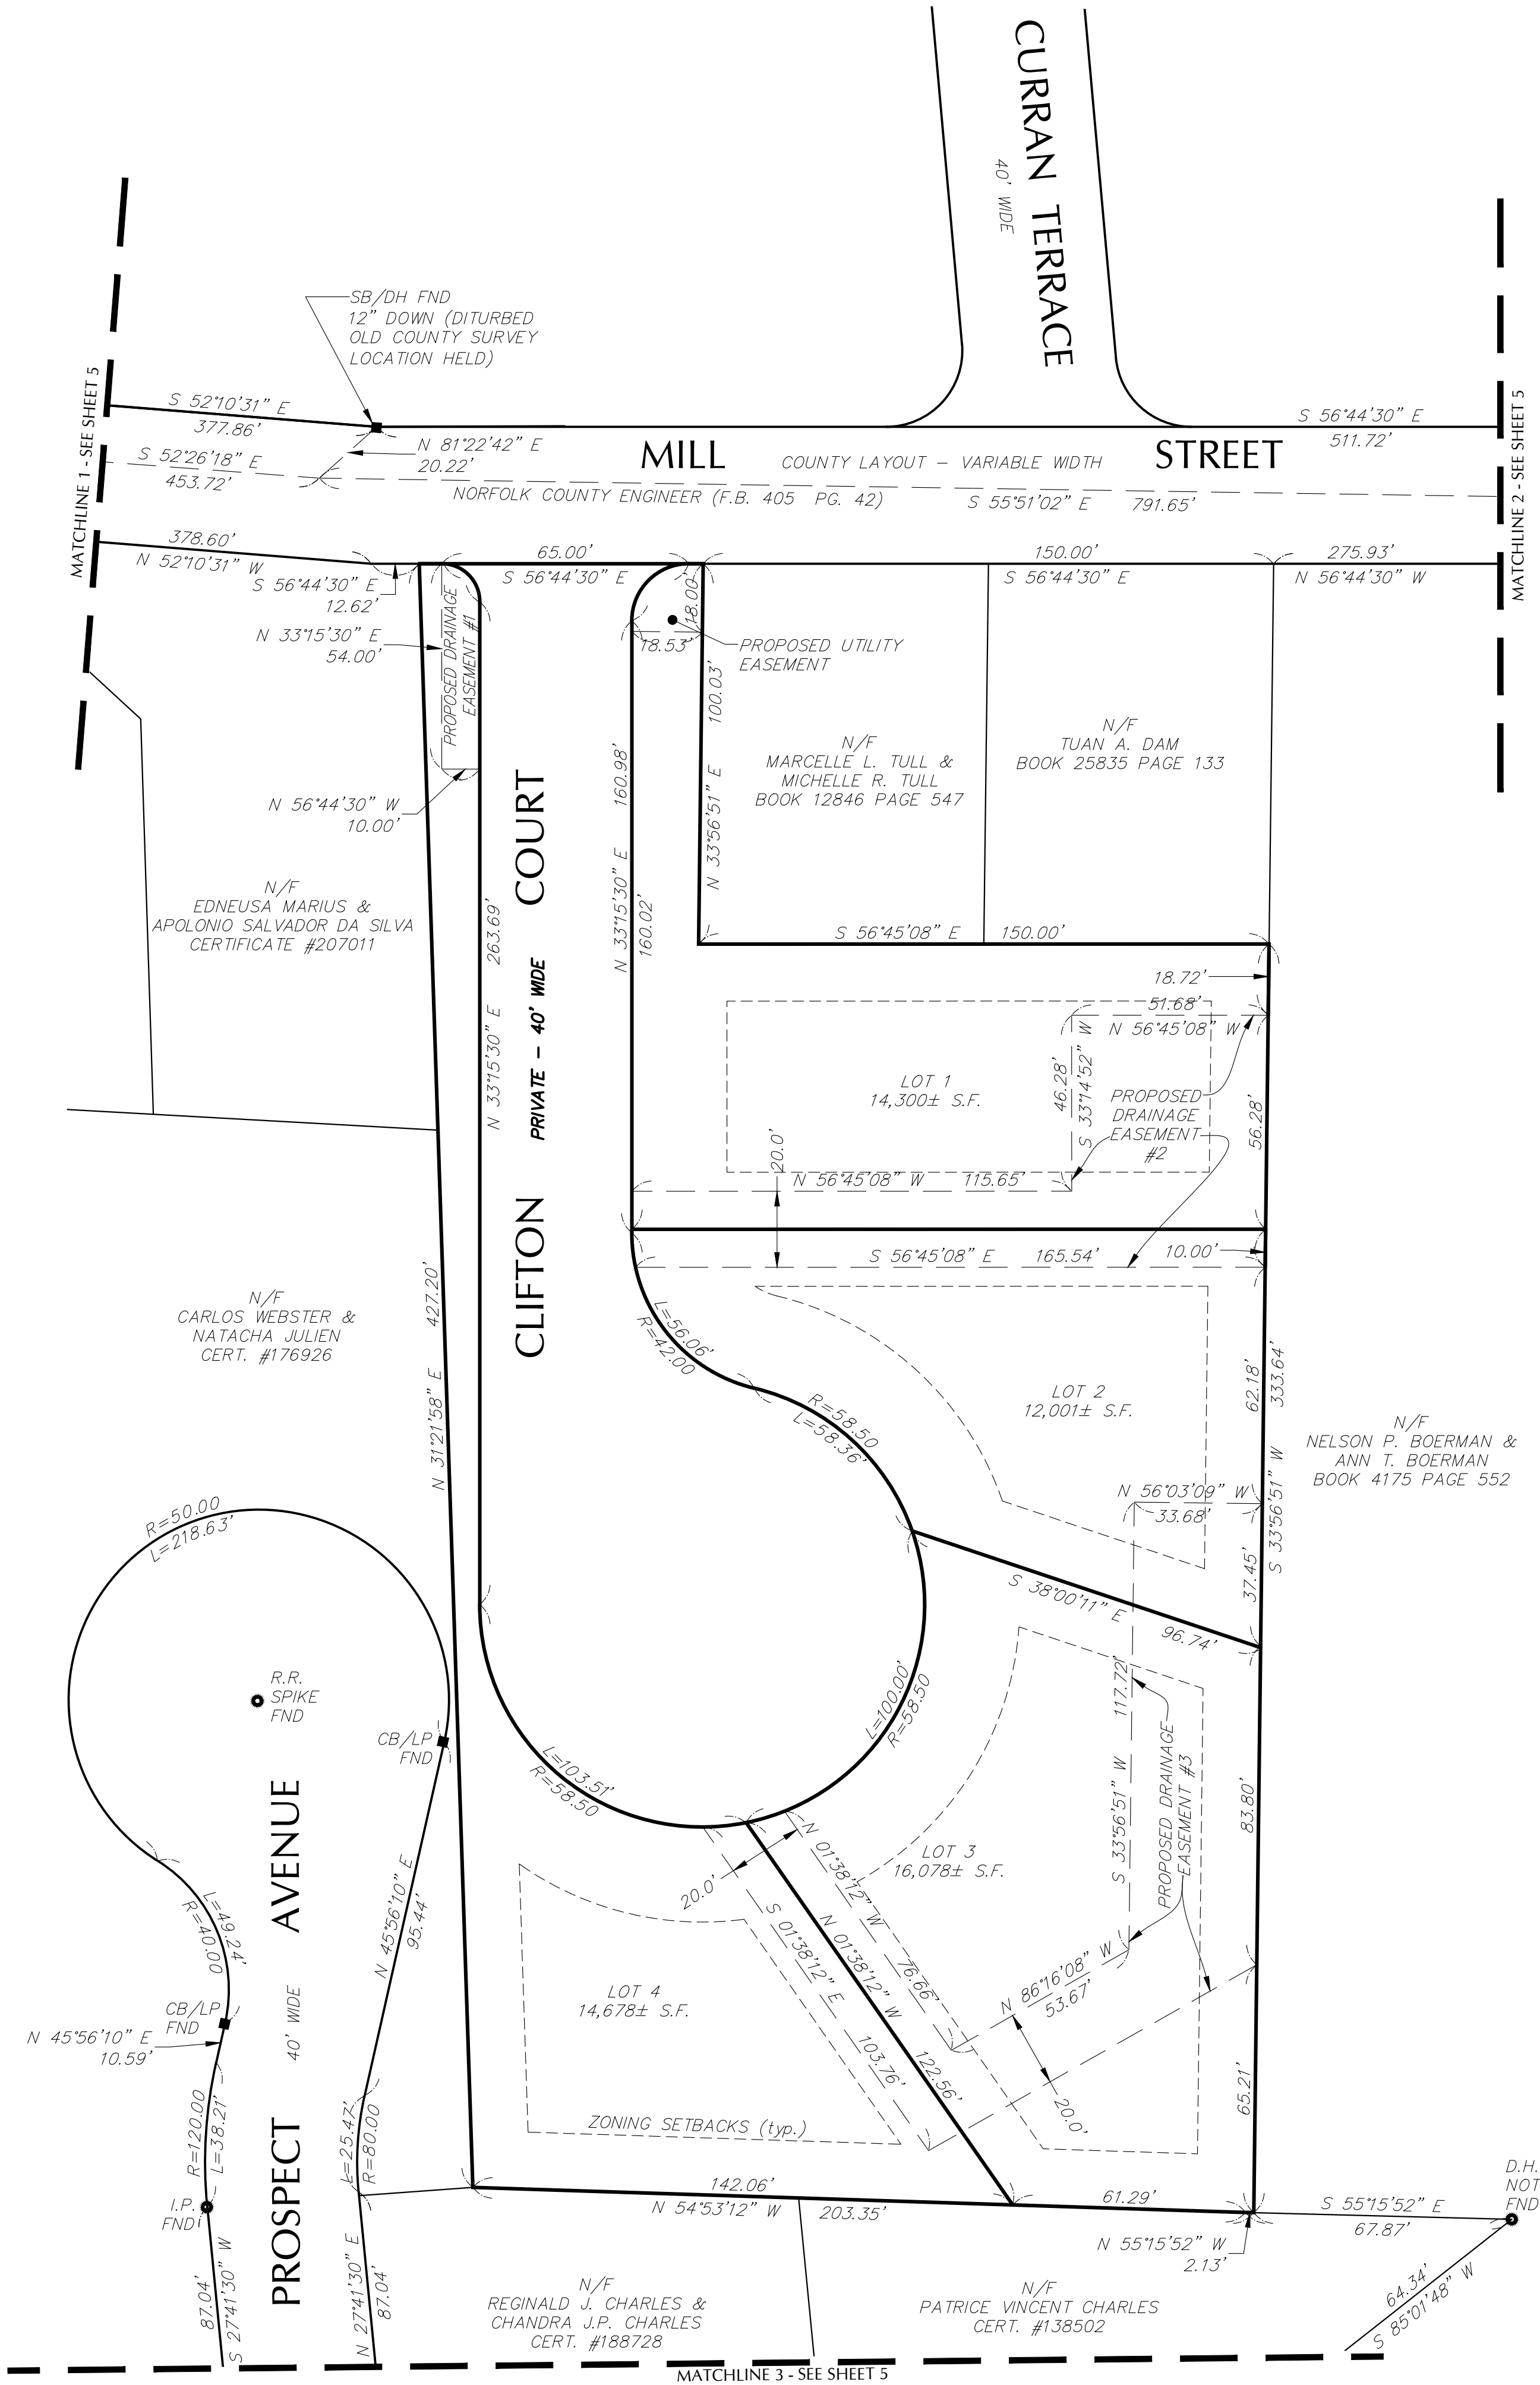 CURRAN TERRACE
40' WIDE
SB/DH FND
12" DOWN (DITURBED
OLD COUNTY SURVEY
LOCATION HELD)
MATCHLINE 1 - SEE SHEET 5
S 52°10'31" E
377.86'
S 52°26'18" E
453.72'
N 81°22'42" E
20.22'
MILL STREET
COUNTY LAYOUT – VARIABLE WIDTH
S 56°44'30" E
511.72'
NORFOLK COUNTY ENGINEER (F.B. 405 PG. 42)
S 55°51'02" E 791.65'
MATCHLINE 2 - SEE SHEET 5
378.60'
N 52°10'31" W
S 56°44'30" E
12.62'
65.00'
S 56°44'30" E
150.00'
S 56°44'30" E
275.93'
N 56°44'30" W
N 33°15'30" E
54.00'
PROPOSED DRAINAGE
EASEMENT #1
18.00'
18.53'
PROPOSED UTILITY
EASEMENT
N 56°44'30" W
10.00'
N 33°56'51" E 100.03'
N/F
MARCELLE L. TULL &
MICHELLE R. TULL
BOOK 12846 PAGE 547
N/F
TUAN A. DAM
BOOK 25835 PAGE 133
N/F
EDNEUSA MARIUS &
APOLONIO SALVADOR DA SILVA
CERTIFICATE #207011
CLIFTON COURT
PRIVATE – 40' WIDE
N 33°15'30" E 263.69'
N 33°15'30" E 160.98'
160.02'
S 56°45'08" E 150.00'
18.72'
51.68'
N 56°45'08" W
46.28'
S 33°14'52" W
LOT 1
14,300± S.F.
PROPOSED
DRAINAGE
EASEMENT
#2
56.28'
20.0'
N 56°45'08" W 115.65'
S 56°45'08" E 165.54'
10.00'
N/F
CARLOS WEBSTER &
NATACHA JULIEN
CERT. #176926
N 31°21'58" E 427.20'
L=56.06'
R=42.00
R=58.50
L=58.36'
LOT 2
12,001± S.F.
62.18'
S 33°56'51" W 333.64'
N/F
NELSON P. BOERMAN &
ANN T. BOERMAN
BOOK 4175 PAGE 552
N 56°03'09" W
33.68'
37.45'
S 38°00'11" E
96.74'
R=50.00
L=218.63'
R.R.
SPIKE
FND
CB/LP
FND
L=100.00'
R=58.50
L=103.51'
R=58.50
S 33°56'51" W 117.72'
PROPOSED DRAINAGE
EASEMENT #3
83.80'
LOT 3
16,078± S.F.
20.0'
N 01°38'12" W
76.66'
N 01°38'12" W
122.56'
S 01°38'12" E
103.76'
N 86°16'08" W
53.67'
20.0'
65.21'
LOT 4
14,678± S.F.
ZONING SETBACKS (typ.)
PROSPECT AVENUE
40' WIDE
N 45°56'10" E
95.44'
L=49.24'
R=40.00
CB/LP
FND
N 45°56'10" E
10.59'
R=120.00
L=38.21'
L=25.47'
R=80.00
I.P.
FND
87.04'
S 27°41'30" W
N 27°41'30" E
87.04'
142.06'
N 54°53'12" W 203.35'
61.29'
N 55°15'52" W
2.13'
S 55°15'52" E
67.87'
D.H.
NOT
FND
64.34'
S 85°01'48" W
N/F
REGINALD J. CHARLES &
CHANDRA J.P. CHARLES
CERT. #188728
N/F
PATRICE VINCENT CHARLES
CERT. #138502
MATCHLINE 3 - SEE SHEET 5